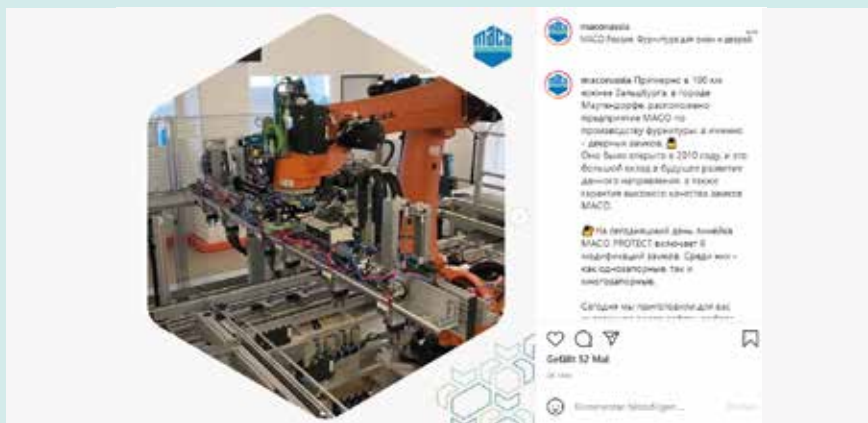 maco
macorussia
MACO Россия. Фурнитура для окон и дверей
macorussia Примерно в 100 км
южнее Зальцбурга, в городе
Маутендорфе, расположено
предприятие MACO по
производству фурнитуры, а именно
- дверных замков.
Оно было открыто в 2010 году, и это
большой вклад в будущее развитие
данного направления, а также
гарантия высокого качества замков
MACO.
На сегодняшний день линейка
MACO PROTECT включает 8
модификаций замков. Среди них -
как однозапорные, так и
многозапорные.
Сегодня мы приготовили для вас
Gefällt 52 Mal
Kommentar hinzufügen...